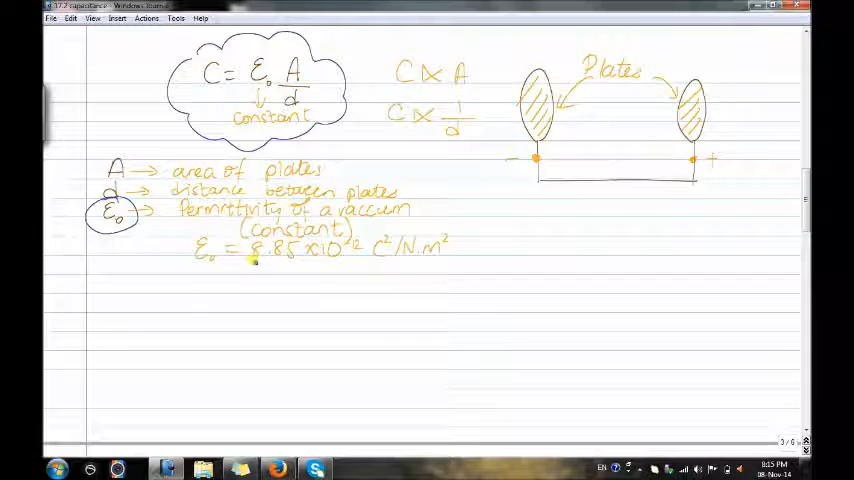 17.2 capacitance - Windows Journal
File Edit View Insert Actions Tools Help
C = ε₀ A/d
constant
C ∝ A
C ∝ 1/d
Plates
- +
A → area of plates
d → distance between plates
ε₀ → Permittivity of a vaccum
(constant)
ε₀ = 8.85 x10⁻¹² C²/N.m²
3 / 6
EN
8:15 PM
08-Nov-14